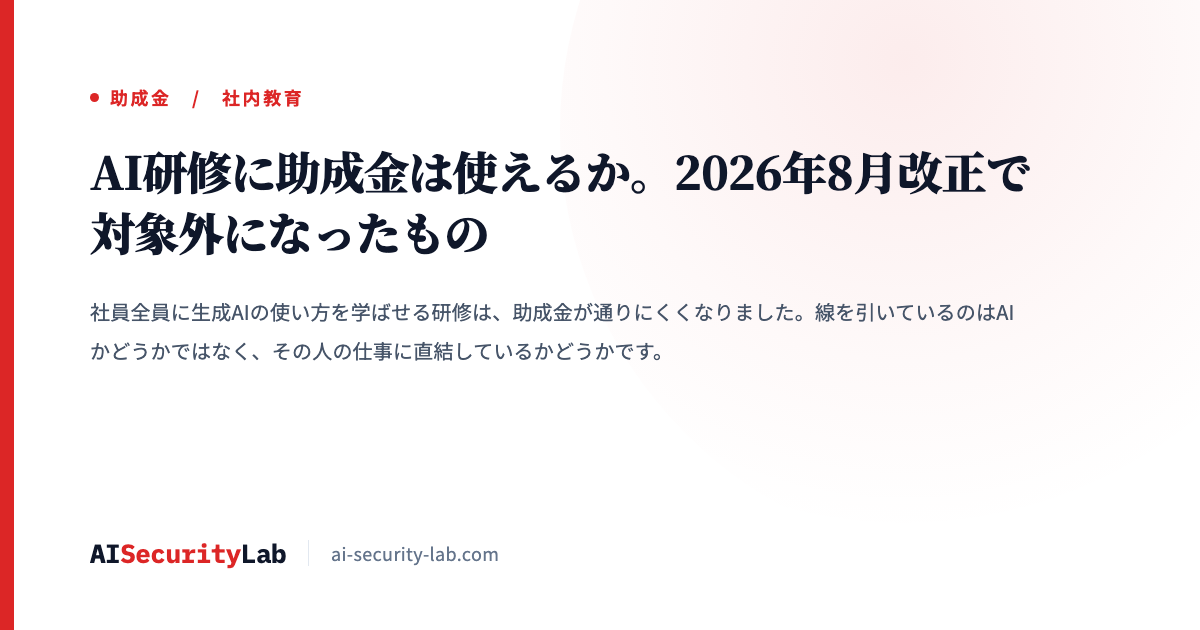 助成金 / 社内教育
AI研修に助成金は使えるか。2026年8月改正で
対象外になったもの
社員全員に生成AIの使い方を学ばせる研修は、助成金が通りにくくなりました。線を引いているのはAI
かどうかではなく、その人の仕事に直結しているかどうかです。
AISecurityLab
ai-security-lab.com